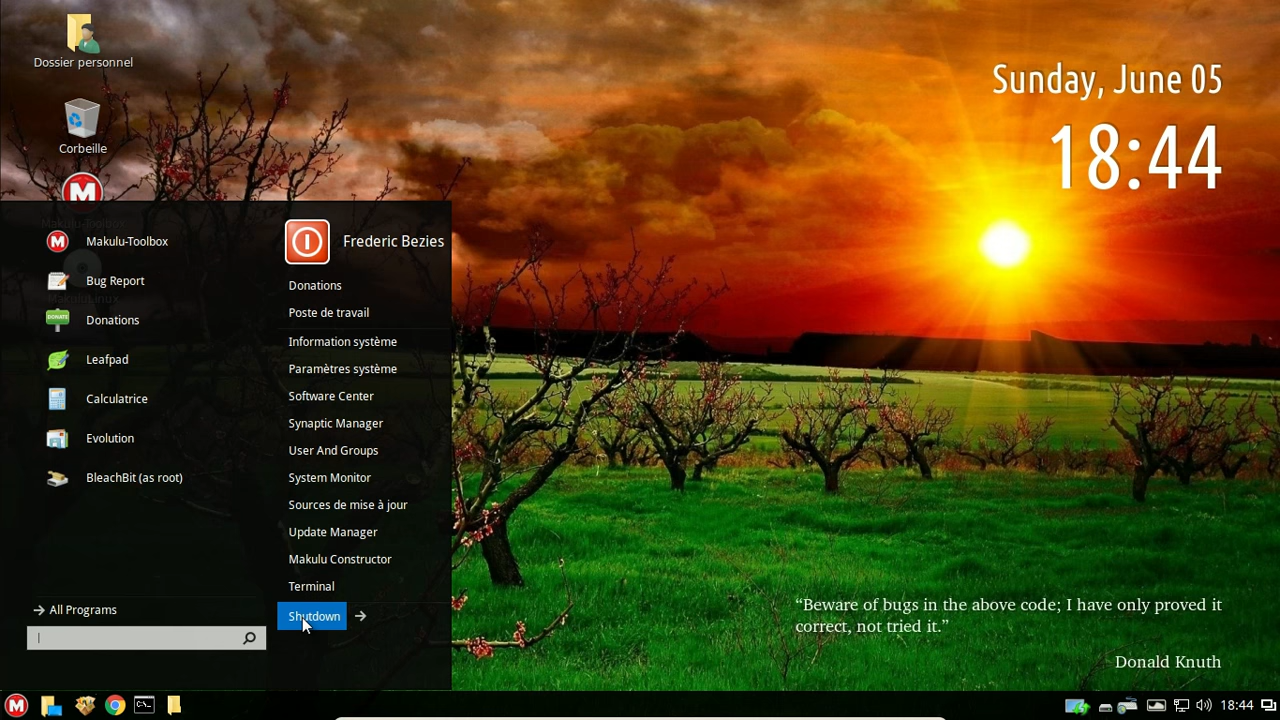 Dossier personnel
Corbeille
Sunday, June 05
18:44
Makulu-Toolbox
Bug Report
Donations
Leafpad
Calculatrice
Evolution
BleachBit (as root)
All Programs
Frederic Bezies
Donations
Poste de travail
Information système
Paramètres système
Software Center
Synaptic Manager
User And Groups
System Monitor
Sources de mise à jour
Update Manager
Makulu Constructor
Terminal
Shutdown
“Beware of bugs in the above code; I have only proved it
correct, not tried it.”
Donald Knuth
18:44